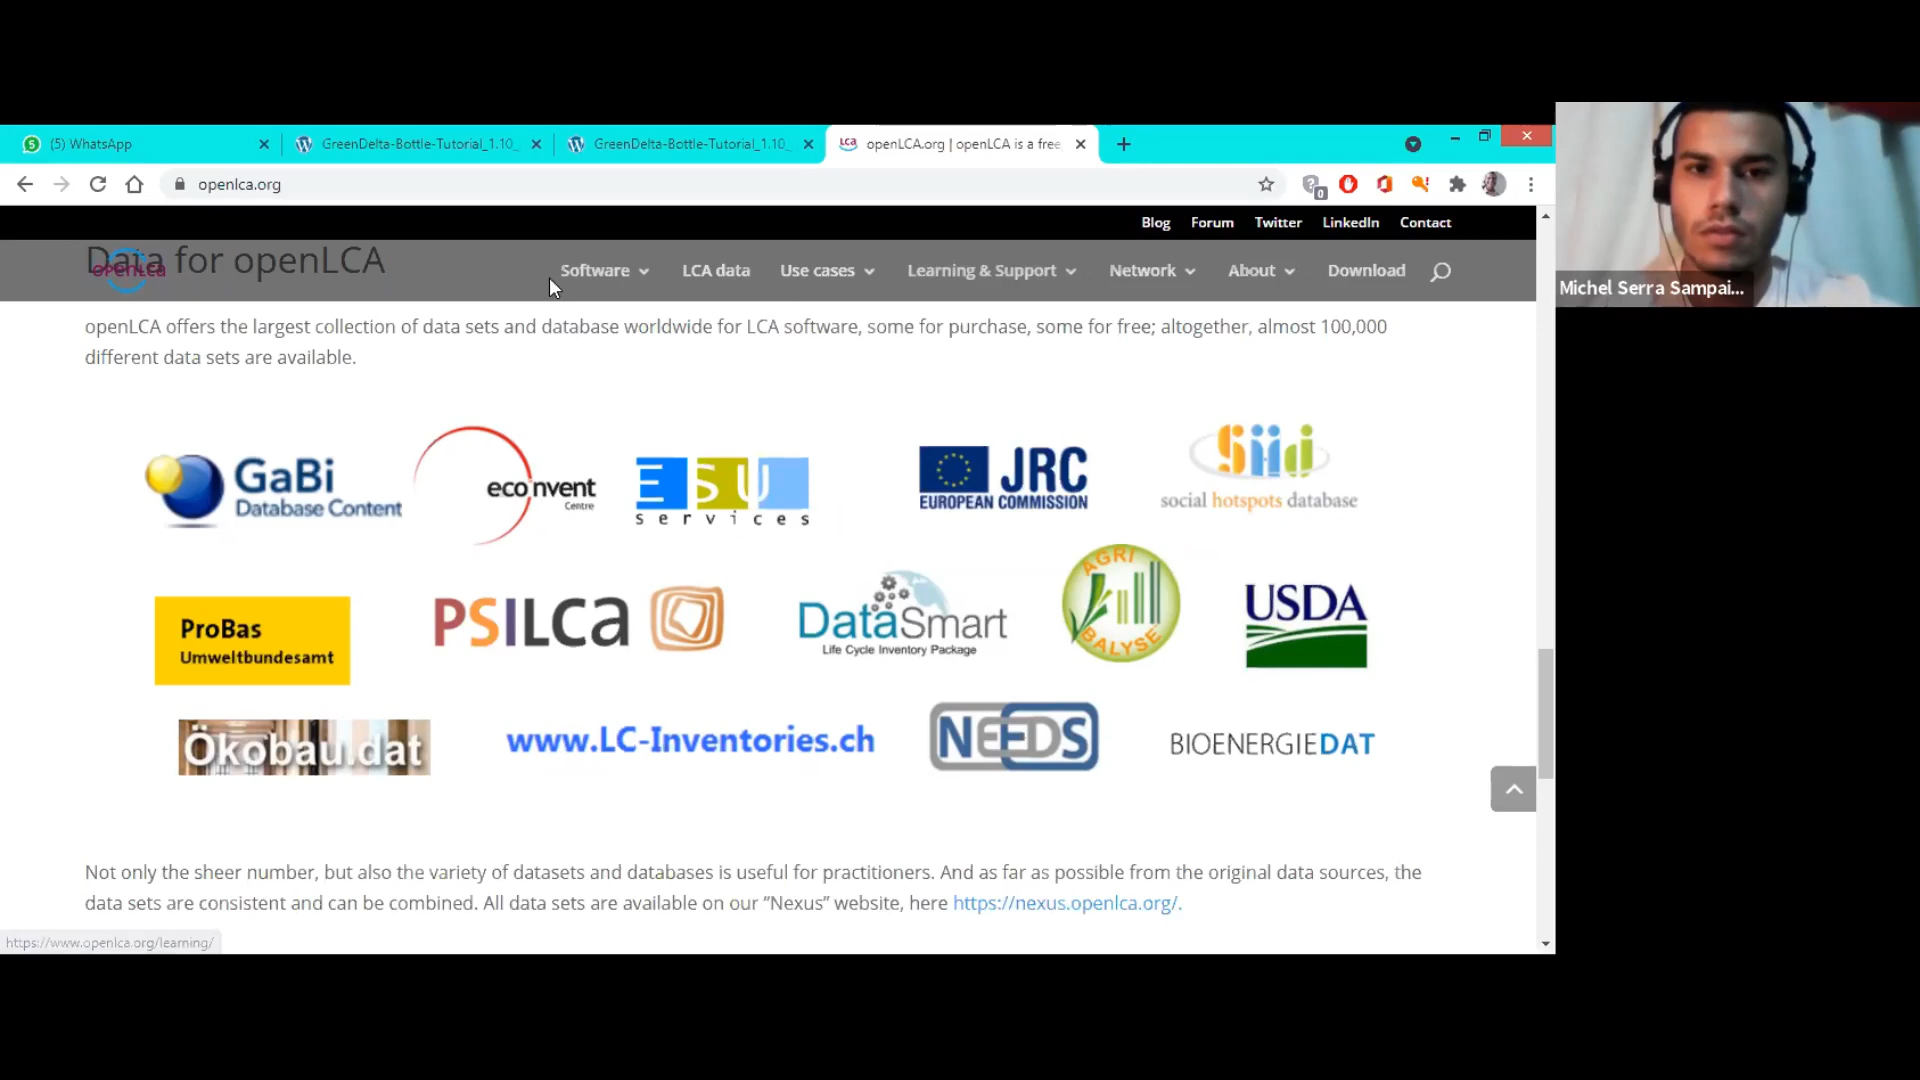 (5) WhatsApp
GreenDelta-Bottle-Tutorial_1.10_
GreenDelta-Bottle-Tutorial_1.10_
LCA openLCA.org | openLCA is a free,
openlca.org
0
Blog Forum Twitter LinkedIn Contact
Data for openLCA
openLCA
Software LCA data Use cases Learning & Support Network About Download
openLCA offers the largest collection of data sets and database worldwide for LCA software, some for purchase, some for free; altogether, almost 100,000
different data sets are available.
GaBi
Database Content
ecoinvent
Centre
ESU
services
JRC
EUROPEAN COMMISSION
social hotspots database
ProBas
Umweltbundesamt
PSILCA
DataSmart
Life Cycle Inventory Package
AGRI
BALYSE
USDA
Ökobau.dat
www.LC-Inventories.ch
NEEDS
BIOENERGIEDAT
Not only the sheer number, but also the variety of datasets and databases is useful for practitioners. And as far as possible from the original data sources, the
data sets are consistent and can be combined. All data sets are available on our “Nexus” website, here https://nexus.openlca.org/.
https://www.openlca.org/learning/
Michel Serra Sampai...